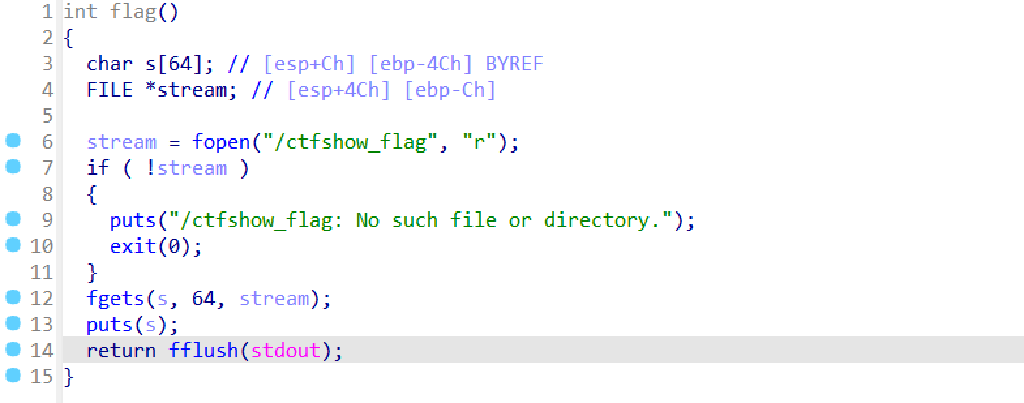 1 int flag()
2 {
3   char s[64]; // [esp+Ch] [ebp-4Ch] BYREF
4   FILE *stream; // [esp+4Ch] [ebp-Ch]
5
6   stream = fopen("/ctfshow_flag", "r");
7   if ( !stream )
8   {
9     puts("/ctfshow_flag: No such file or directory.");
10     exit(0);
11   }
12   fgets(s, 64, stream);
13   puts(s);
14   return fflush(stdout);
15 }